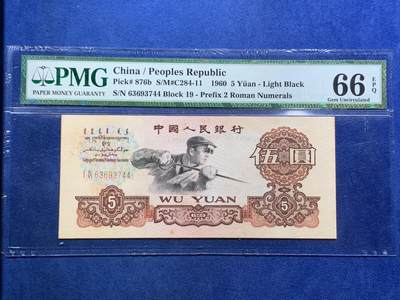 PMG
PAPER MONEY GUARANTY
China / Peoples Republic
Pick# 876b S/M#C284-11 1960 5 Yüan - Light Black
S/N 63693744 Block 19 - Prefix 2 Roman Numerals
66 EPQ
Gem Uncirculated
中國人民銀行
63693744
伍圓
5
5
WU YUAN